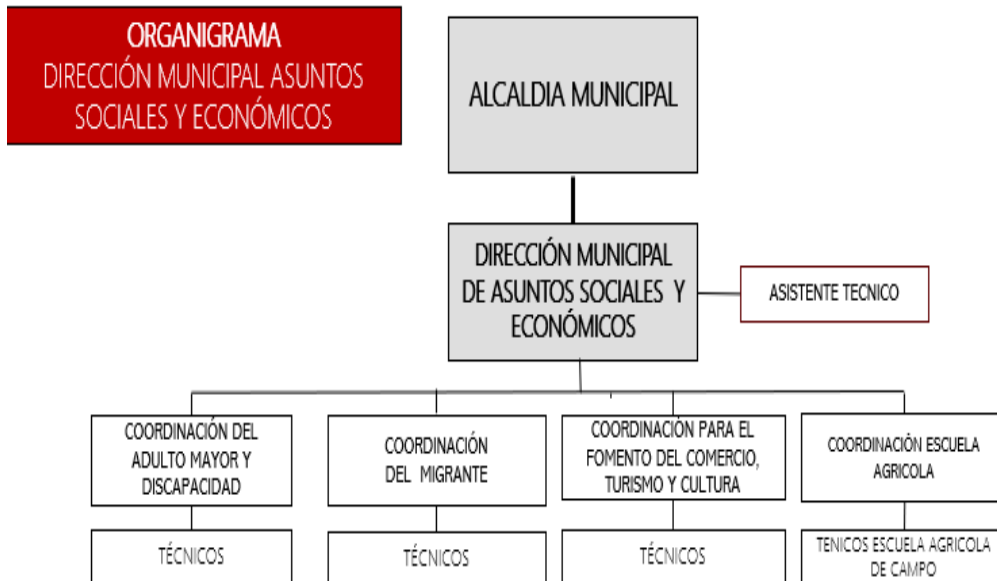 ORGANIGRAMA
DIRECCIÓN MUNICIPAL ASUNTOS
SOCIALES Y ECONÓMICOS
ALCALDIA MUNICIPAL
DIRECCIÓN MUNICIPAL
DE ASUNTOS SOCIALES Y
ECONÓMICOS
ASISTENTE TECNICO
COORDINACIÓN DEL
ADULTO MAYOR Y
DISCAPACIDAD
COORDINACIÓN
DEL MIGRANTE
COORDINACIÓN PARA EL
FOMENTO DEL COMERCIO,
TURISMO Y CULTURA
COORDINACIÓN ESCUELA
AGRICOLA
TÉCNICOS
TÉCNICOS
TÉCNICOS
TENICOS ESCUELA AGRICOLA
DE CAMPO